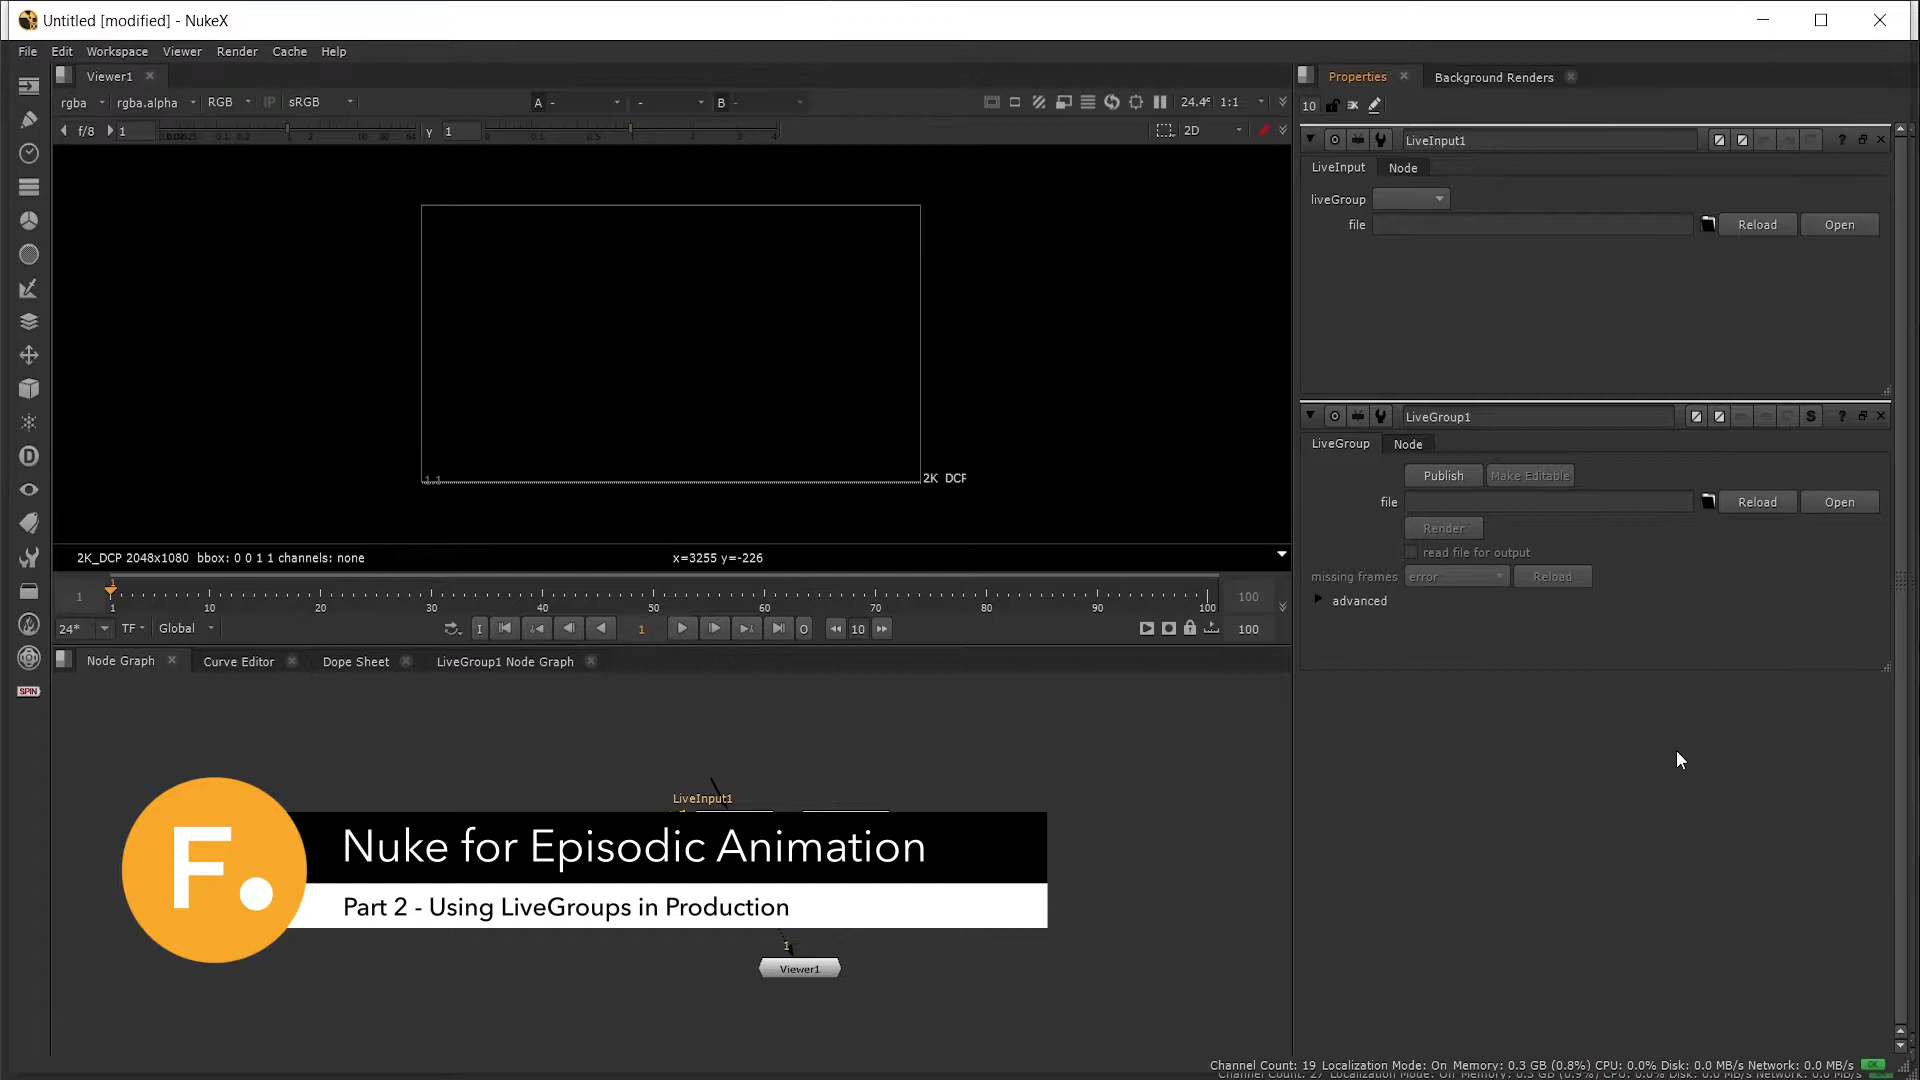 Untitled [modified] - NukeX
File Edit Workspace Viewer Render Cache Help
Viewer1
Properties
Background Renders
rgba rgba.alpha RGB IP sRGB A - - B - 24.4 1:1
10
f/8 1 γ 1 2D
LiveInput1
LiveInput Node
liveGroup
file Reload Open
2K DCP
LiveGroup1 S ?
LiveGroup Node
Publish Make Editable
file Reload Open
Render
read file for output
missing frames error Reload
advanced
2K_DCP 2048x1080 bbox: 0 0 1 1 channels: none x=3255 y=-226
1 1 100
1 10 20 30 40 50 60 70 80 90 100
24* TF Global I 1 O 10 100
Node Graph Curve Editor Dope Sheet LiveGroup1 Node Graph
SPIN
LiveInput1
F.
Nuke for Episodic Animation
Part 2 - Using LiveGroups in Production
1
Viewer1
Channel Count: 19 Localization Mode: On Memory: 0.3 GB (0.8%) CPU: 0.0% Disk: 0.0 MB/s Network: 0.0 MB/s